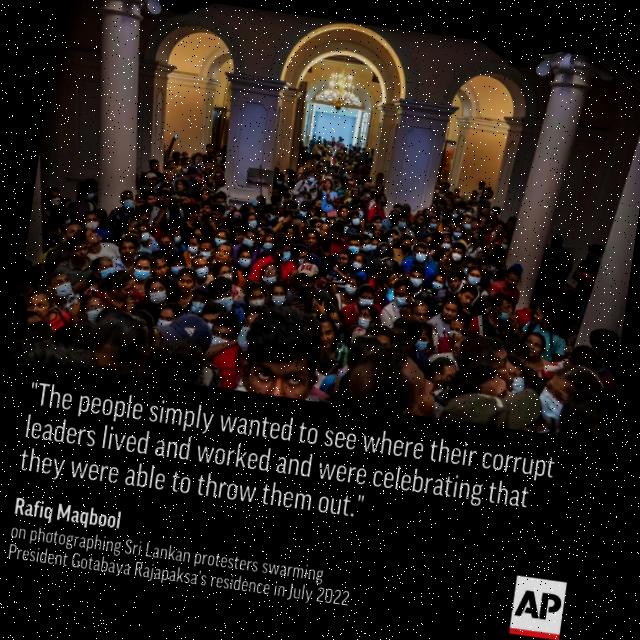 "The people simply wanted to see where their corrupt
leaders lived and worked and were celebrating that
they were able to throw them out."
Rafiq Maqbool
on photographing Sri Lankan protesters swarming
President Gotabaya Rajapaksa's residence in July 2022
AP